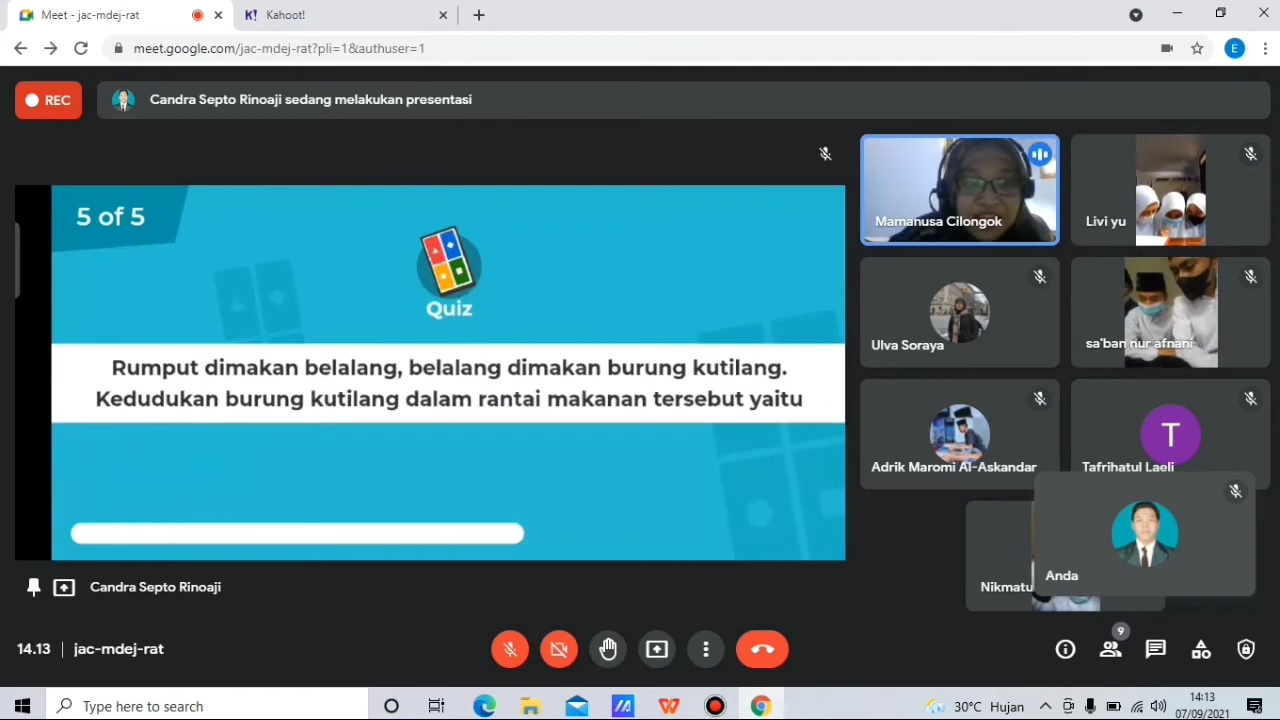 Meet - jac-mdej-rat
K! Kahoot!
meet.google.com/jac-mdej-rat?pli=1&authuser=1
E
REC
Candra Septo Rinoaji sedang melakukan presentasi
5 of 5
Quiz
Rumput dimakan belalang, belalang dimakan burung kutilang.
Kedudukan burung kutilang dalam rantai makanan tersebut yaitu
Mamanusa Cilongok
Livi yu
Ulva Soraya
sa'ban nur afnani
Adrik Maromi Al-Askandar
T
Tafrihatul Laeli
Nikmatu
Anda
Candra Septo Rinoaji
14.13 | jac-mdej-rat
9
Type here to search
30°C Hujan
14:13
07/09/2021